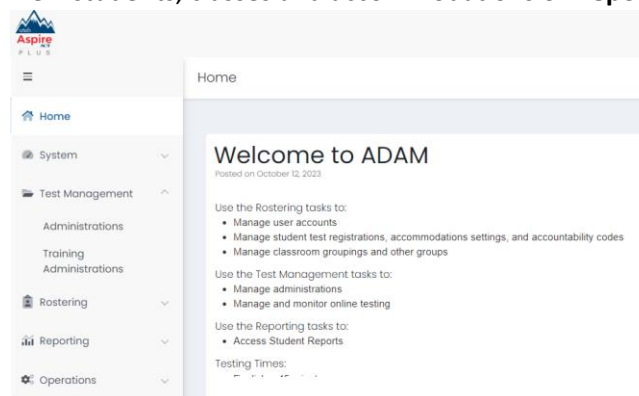 Utah
Aspire
ACT
PLUS
Home
Home
System
Test Management
Administrations
Training
Administrations
Rostering
Reporting
Operations
Welcome to ADAM
Posted on October 12, 2023
Use the Rostering tasks to:
• Manage user accounts
• Manage student test registrations, accommodations settings, and accountability codes
• Manage classroom groupings and other groups
Use the Test Management tasks to:
• Manage administrations
• Manage and monitor online testing
Use the Reporting tasks to:
• Access Student Reports
Testing Times: